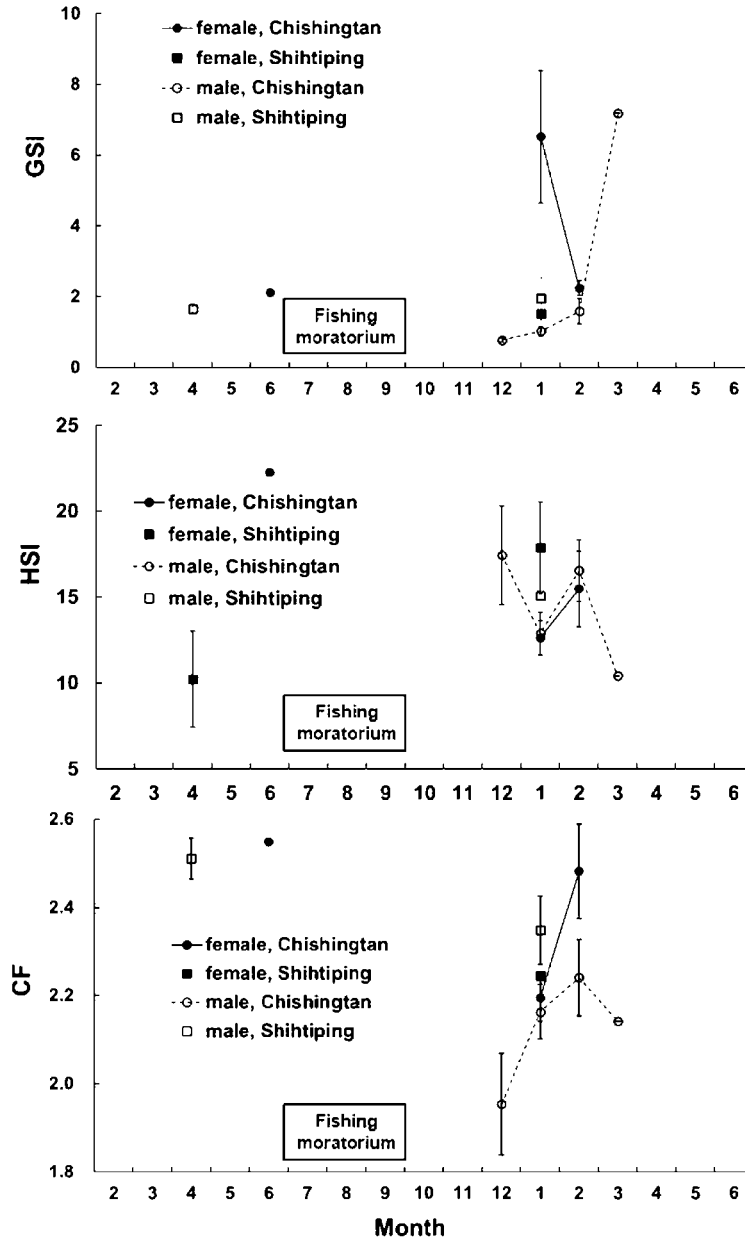 10
female, Chishingtan
female, Shihtiping
male, Chishingtan
male, Shihtiping
8
6
4
2
0
GSI
Fishing
moratorium
2 3 4 5 6 7 8 9 10 11 12 1 2 3 4 5 6
25
20
15
10
5
HSI
female, Chishingtan
female, Shihtiping
male, Chishingtan
male, Shihtiping
Fishing
moratorium
2 3 4 5 6 7 8 9 10 11 12 1 2 3 4 5 6
2.6
2.4
2.2
2.0
1.8
CF
female, Chishingtan
female, Shihtiping
male, Chishingtan
male, Shihtiping
Fishing
moratorium
2 3 4 5 6 7 8 9 10 11 12 1 2 3 4 5 6
Month